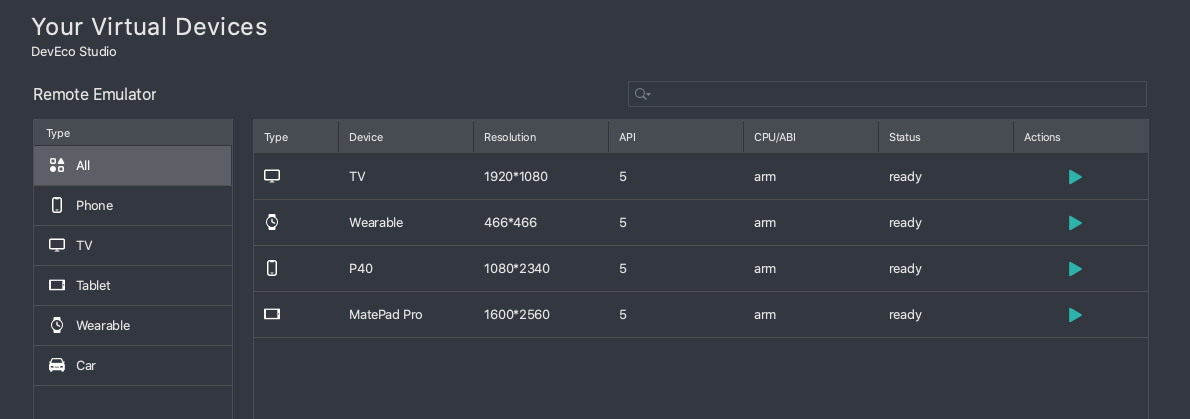 Your Virtual Devices
DevEco Studio
Remote Emulator
Type
All
Phone
TV
Tablet
Wearable
Car
Type Device Resolution API CPU/ABI Status Actions
TV 1920*1080 5 arm ready
Wearable 466*466 5 arm ready
P40 1080*2340 5 arm ready
MatePad Pro 1600*2560 5 arm ready